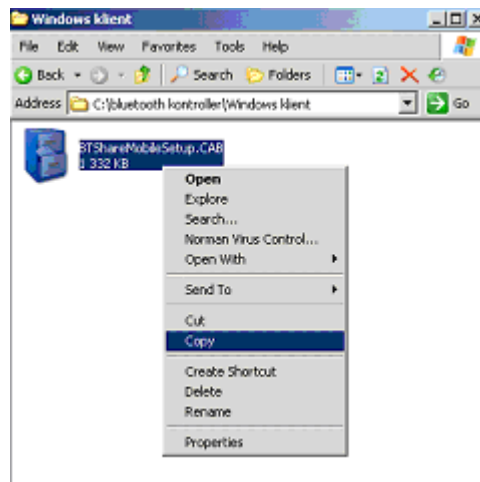 Windows klient
File Edit View Favorites Tools Help
Back Search Folders
Address C:\bluetooth kontroller\Windows klient Go
BTShareMobileSetup.CAB
1 332 KB
Open
Explore
Search...
Norman Virus Control...
Open With
Send To
Cut
Copy
Create Shortcut
Delete
Rename
Properties